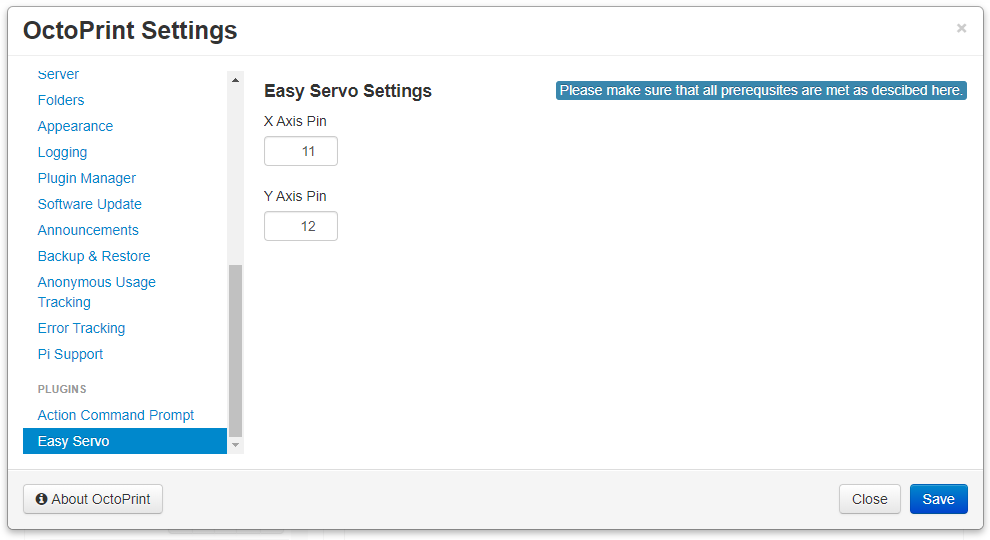 OctoPrint Settings
×
Server
Folders
Appearance
Logging
Plugin Manager
Software Update
Announcements
Backup & Restore
Anonymous Usage
Tracking
Error Tracking
Pi Support
PLUGINS
Action Command Prompt
Easy Servo
Easy Servo Settings
Please make sure that all prerequsites are met as descibed here.
X Axis Pin
11
Y Axis Pin
12
About OctoPrint
Close
Save